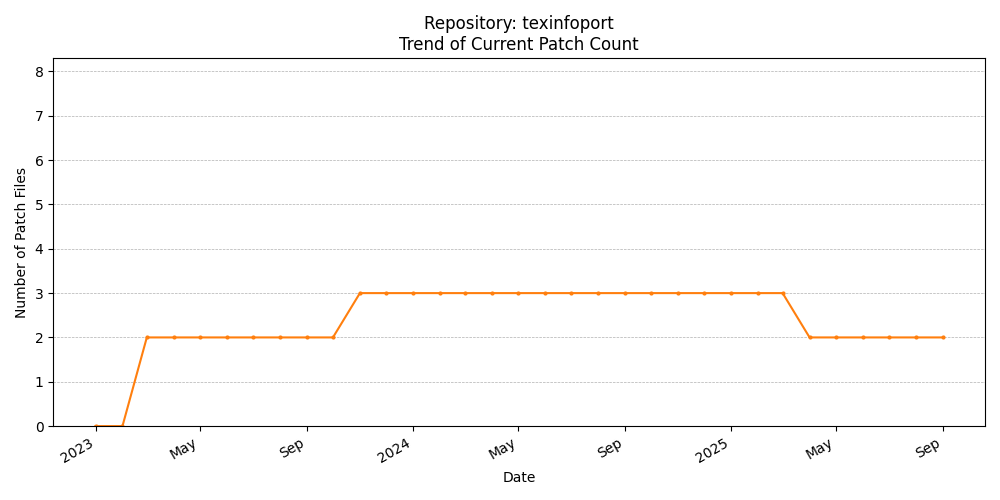 Repository: texinfoport
Trend of Current Patch Count
8
7
6
5
4
3
2
1
0
Number of Patch Files
2023
May
Sep
2024
May
Sep
2025
May
Sep
Date